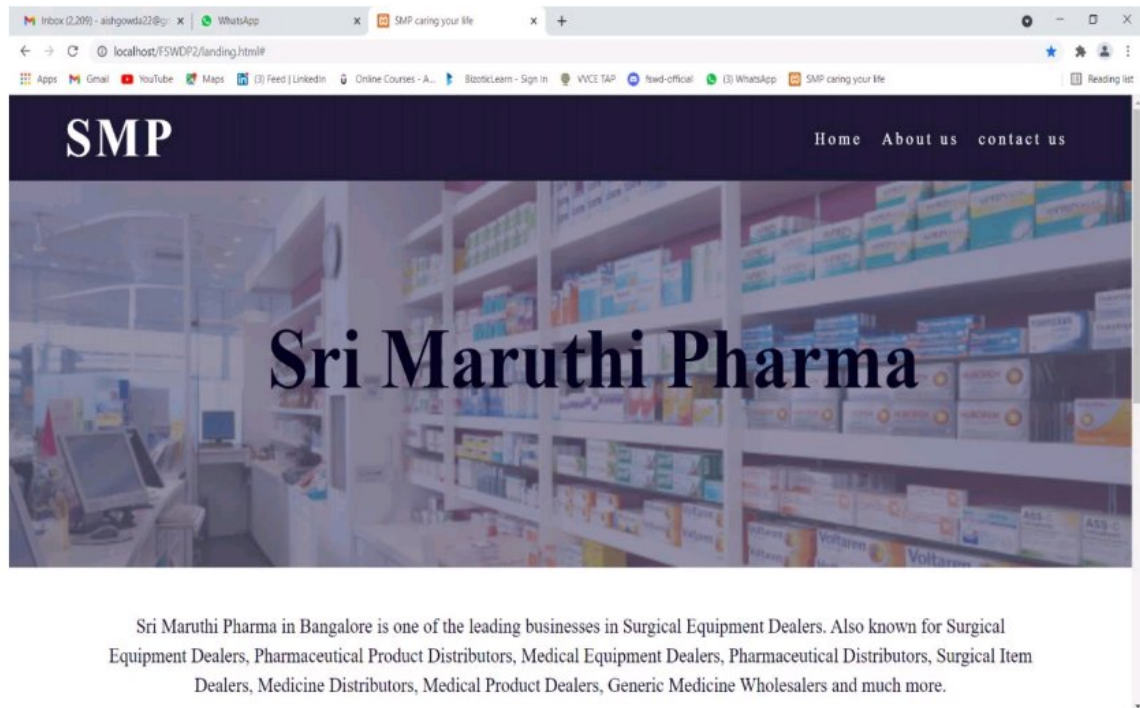 Inbox (2,209) - aishgowda22@g
WhatsApp
SMP caring your life
localhost/FSWDP2/landing.html#
Apps
Gmail
YouTube
Maps
(3) Feed | LinkedIn
Online Courses - A...
BizoticLearn - Sign In
VVCE TAP
fswd-official
(3) WhatsApp
SMP caring your life
Reading list
SMP
Home About us contact us
Sri Maruthi Pharma
Voltaren
Voltaren
ASS-C
ASS-C
Sri Maruthi Pharma in Bangalore is one of the leading businesses in Surgical Equipment Dealers. Also known for Surgical
Equipment Dealers, Pharmaceutical Product Distributors, Medical Equipment Dealers, Pharmaceutical Distributors, Surgical Item
Dealers, Medicine Distributors, Medical Product Dealers, Generic Medicine Wholesalers and much more.